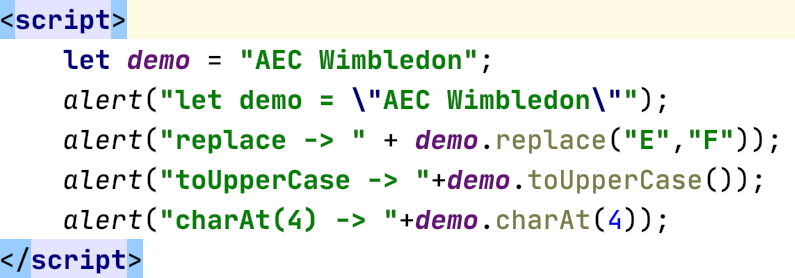 <script>
let demo = "AEC Wimbledon";
alert("let demo = \"AEC Wimbledon\"");
alert("replace -> " + demo.replace("E","F"));
alert("toUpperCase -> "+demo.toUpperCase());
alert("charAt(4) -> "+demo.charAt(4));
</script>